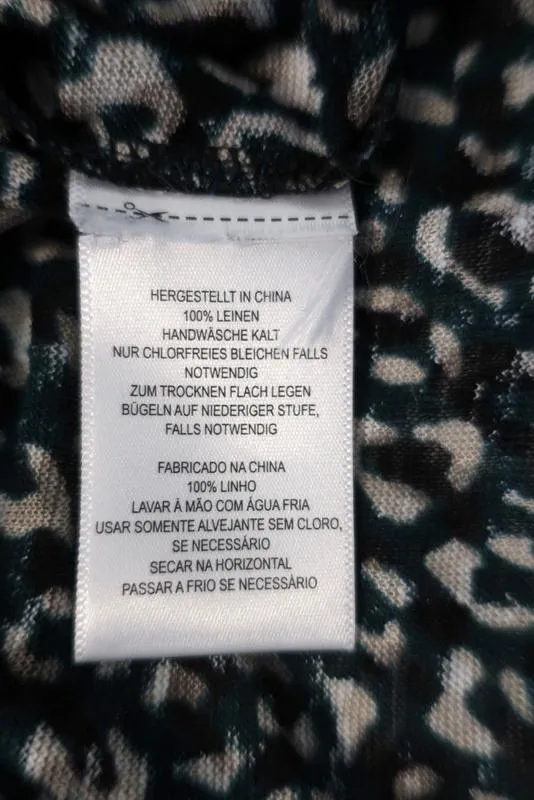 HERGESTELLT IN CHINA
100% LEINEN
HANDWÄSCHE KALT
NUR CHLORFREIES BLEICHEN FALLS
NOTWENDIG
ZUM TROCKNEN FLACH LEGEN
BÜGELN AUF NIEDERIGER STUFE,
FALLS NOTWENDIG
FABRICADO NA CHINA
100% LINHO
LAVAR À MÃO COM ÁGUA FRIA
USAR SOMENTE ALVEJANTE SEM CLORO,
SE NECESSÁRIO
SECAR NA HORIZONTAL
PASSAR A FRIO SE NECESSÁRIO